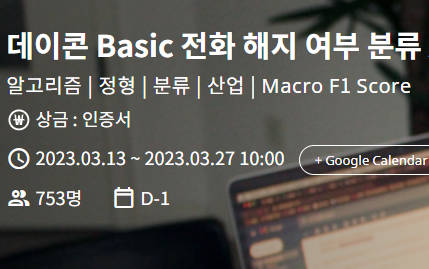 데이콘 Basic 전화 해지 여부 분류
알고리즘 | 정형 | 분류 | 산업 | Macro F1 Score
₩ 상금 : 인증서
2023.03.13 ~ 2023.03.27 10:00 + Google Calendar
753명 D-1